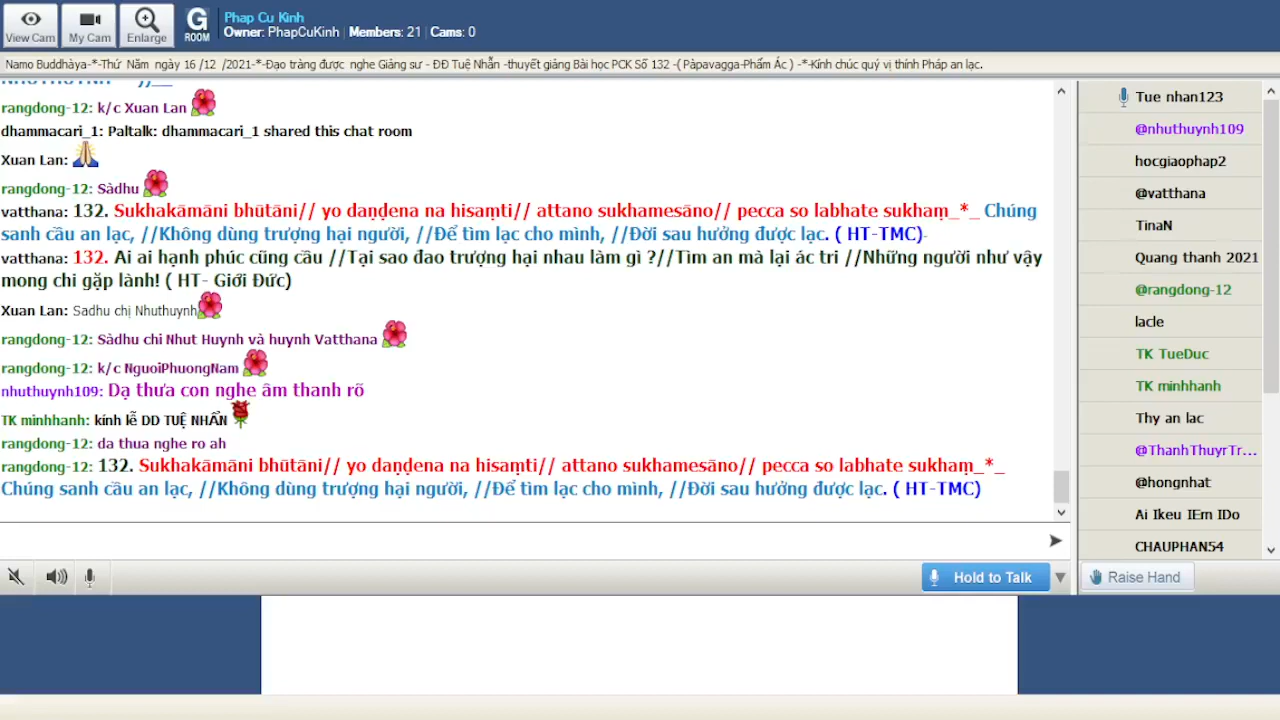 View Cam
My Cam
Enlarge
G
ROOM
Phap Cu Kinh
Owner: PhapCuKinh | Members: 21 | Cams: 0
Namo Buddhàya-*-Thứ Năm ngày 16 /12 /2021-*-Đạo tràng được nghe Giảng sư - ĐĐ Tuệ Nhẫn -thuyết giảng Bài học PCK Số 132 -( Pàpavagga-Phẩm Ác ) -*-Kính chúc quý vị thính Pháp an lạc.
rangdong-12: k/c Xuan Lan
dhammacari_1: Paltalk: dhammacari_1 shared this chat room
Xuan Lan:
rangdong-12: Sàdhu
vatthana: 132. Sukhakāmāni bhūtāni// yo daṇḍena na hisaṃti// attano sukhamesāno// pecca so labhate sukhaṃ_*_ Chúng
sanh cầu an lạc, //Không dùng trượng hại người, //Để tìm lạc cho mình, //Đời sau hưởng được lạc. ( HT-TMC)-
vatthana: 132. Ai ai hạnh phúc cũng cầu //Tại sao đao trượng hại nhau làm gì ?//Tìm an mà lại ác tri //Những người như vậy
mong chi gặp lành! ( HT- Giới Đức)
Xuan Lan: Sadhu chị Nhuthuynh
rangdong-12: Sàdhu chi Nhut Huynh và huynh Vatthana
rangdong-12: k/c NguoiPhuongNam
nhuthuynh109: Dạ thưa con nghe âm thanh rõ
TK minhhanh: kính lễ DD TUỆ NHẪN
rangdong-12: da thua nghe ro ah
rangdong-12: 132. Sukhakāmāni bhūtāni// yo daṇḍena na hisaṃti// attano sukhamesāno// pecca so labhate sukhaṃ_*_
Chúng sanh cầu an lạc, //Không dùng trượng hại người, //Để tìm lạc cho mình, //Đời sau hưởng được lạc. ( HT-TMC)
Hold to Talk
Tue nhan123
@nhuthuynh109
hocgiaophap2
@vatthana
TinaN
Quang thanh 2021
@rangdong-12
lacle
TK TueDuc
TK minhhanh
Thy an lac
@ThanhThuyrTr...
@hongnhat
Ai Ikeu IEm IDo
CHAUPHAN54
Raise Hand